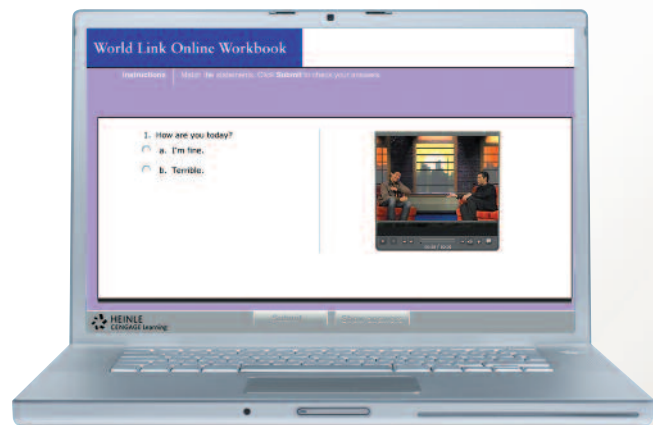 World Link Online Workbook
Instructions Match the statements. Click Submit to check your answers.
1. How are you today?
a. I'm fine.
b. Terrible.
HEINLE
CENGAGE Learning
Submit